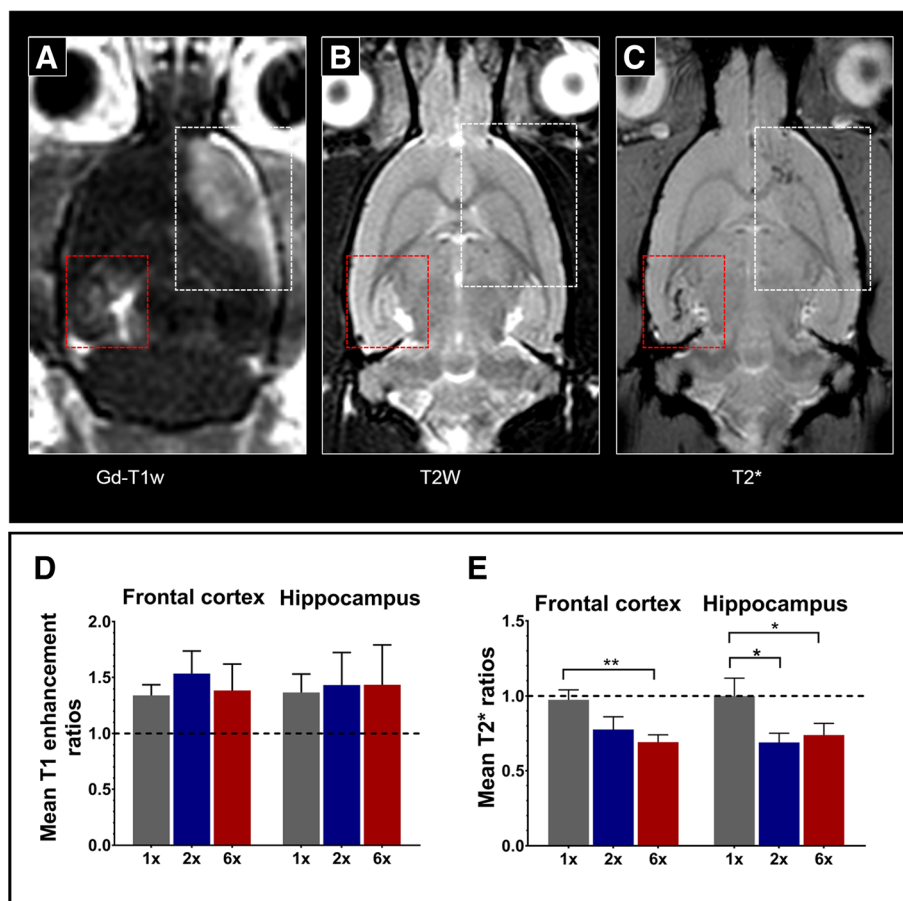 A
B
C
Gd-T1w
T2W
T2*
D
Frontal cortex Hippocampus
Mean T1 enhancement
ratios
2.0
1.5
1.0
0.5
0.0
1x 2x 6x 1x 2x 6x
E
Frontal cortex Hippocampus
Mean T2* ratios
1.5
1.0
0.5
0.0
**
*
*
1x 2x 6x 1x 2x 6x